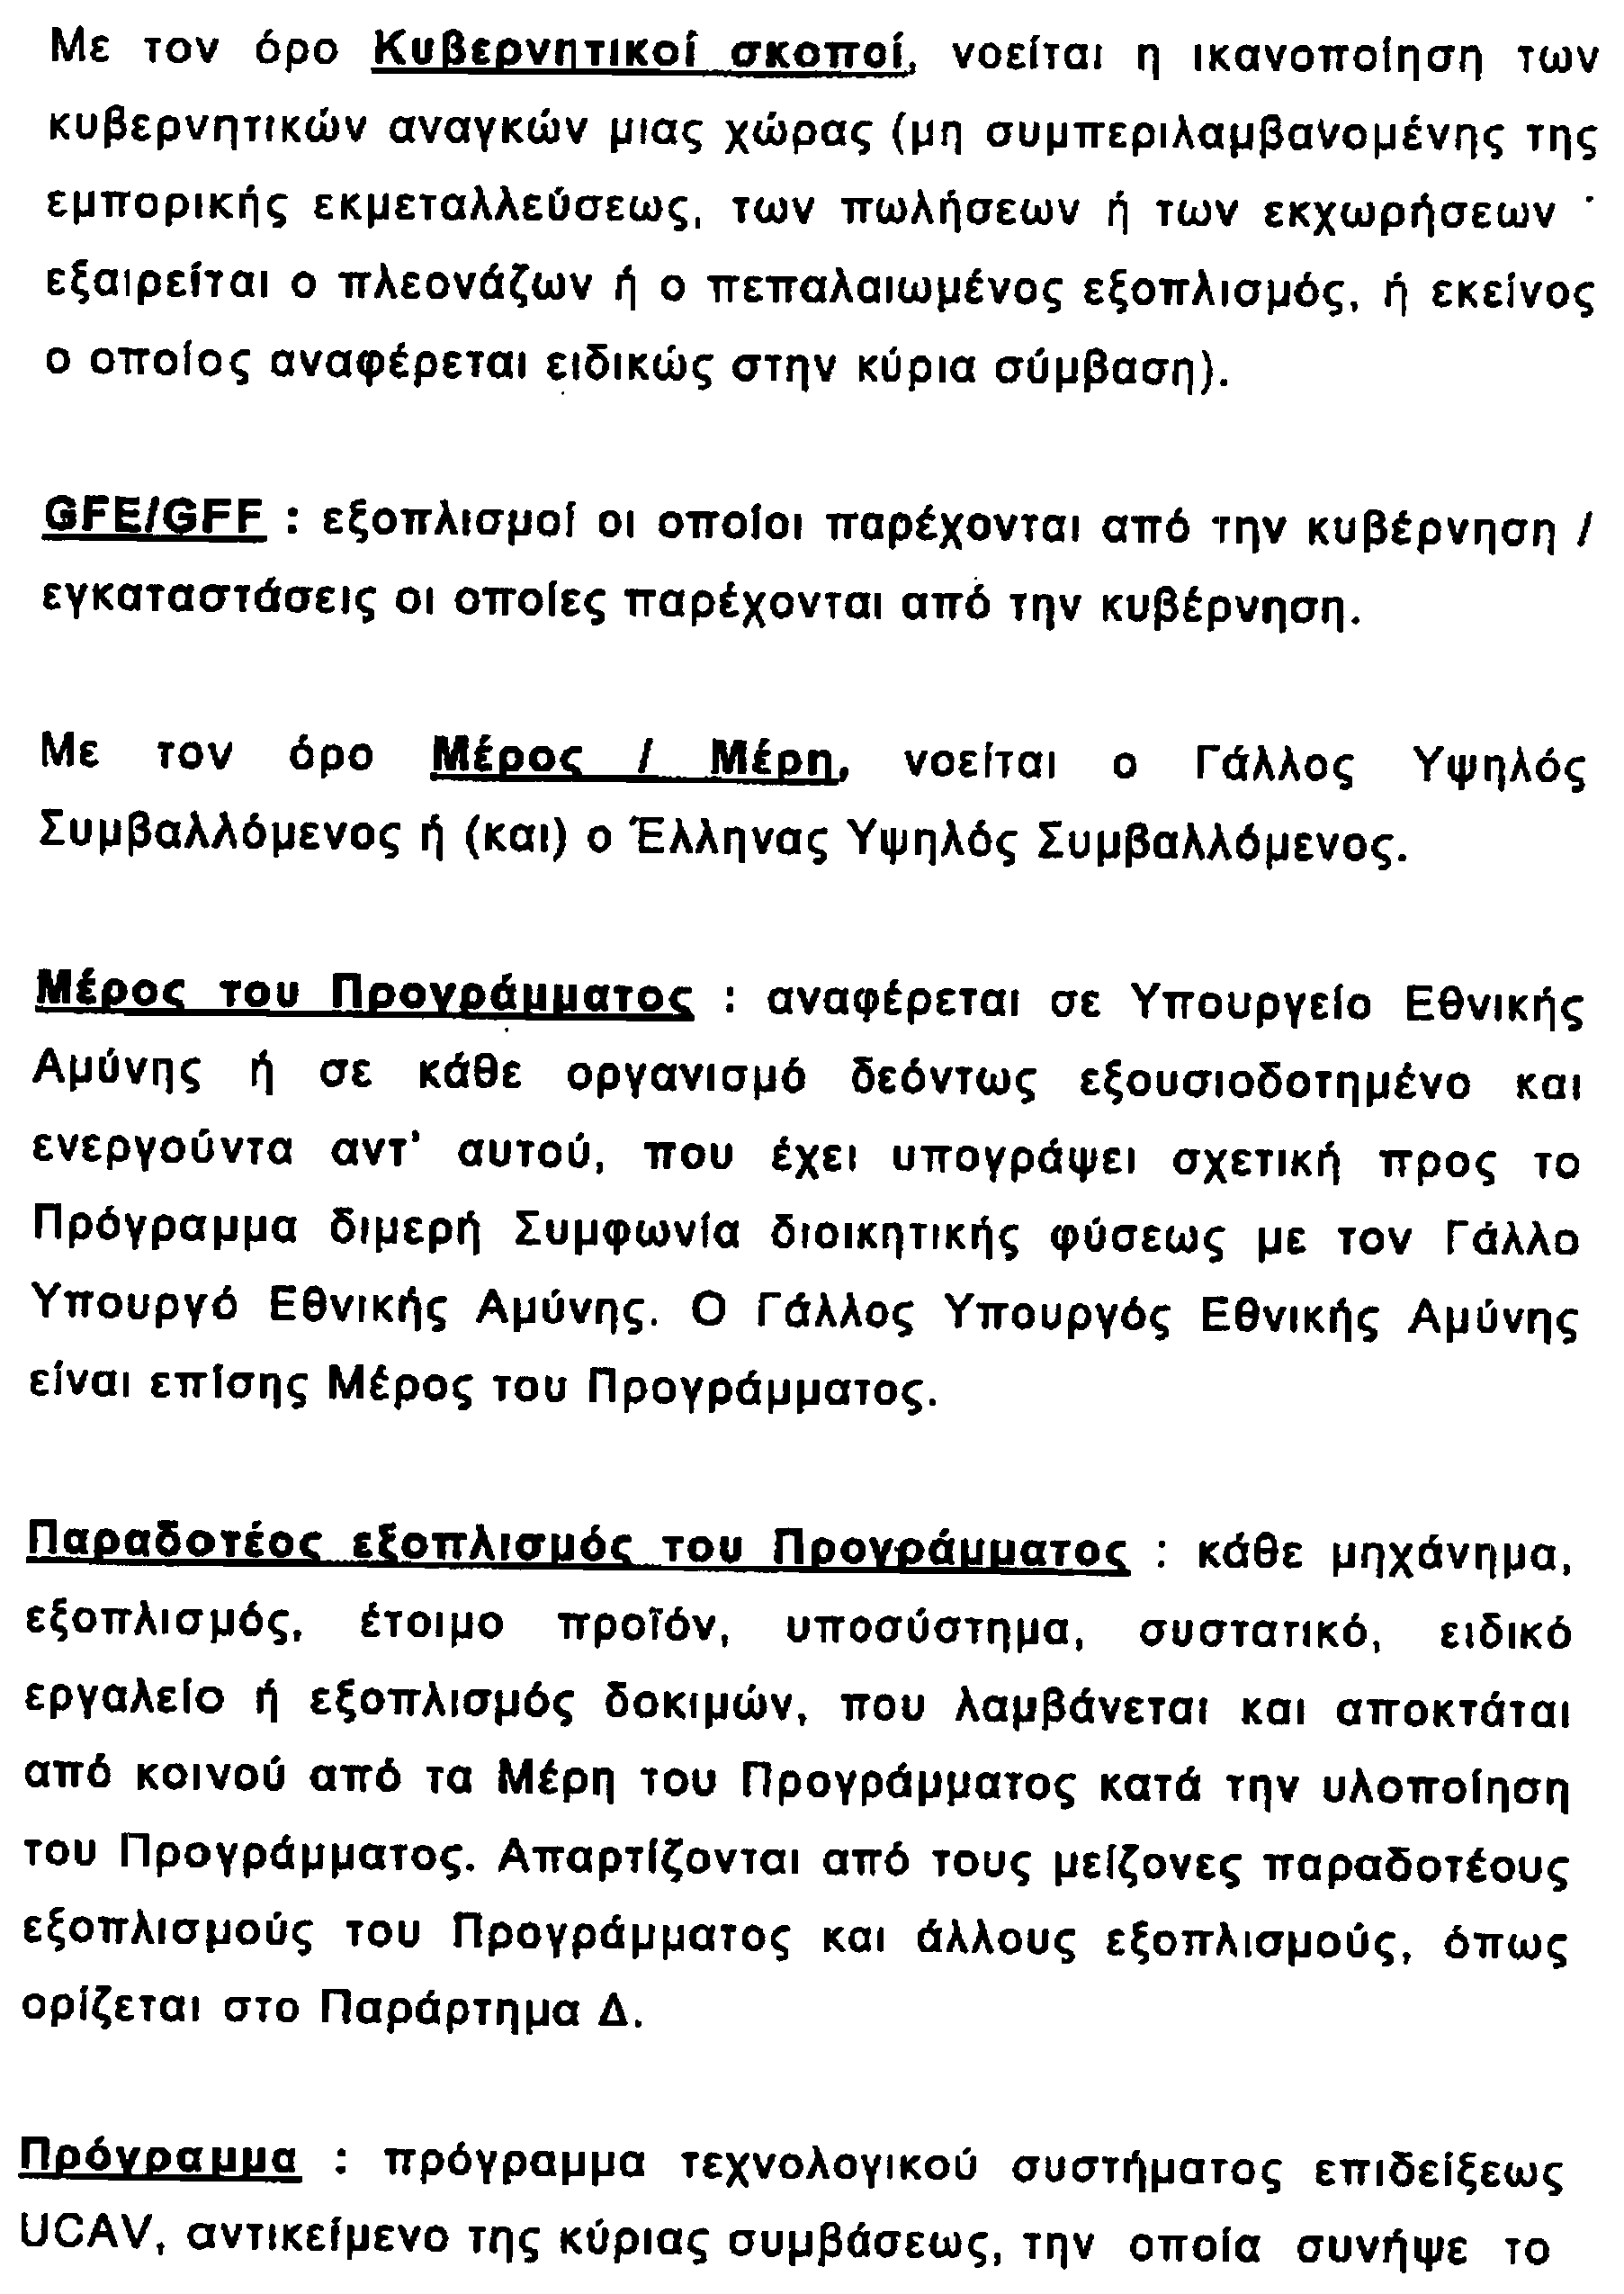 Με τον όρο Κυβερνητικοί σκοποί, νοείται η ικανοποίηση των
κυβερνητικών αναγκών μιας χώρας (μη συμπεριλαμβανομένης της
εμπορικής εκμεταλλεύσεως, των πωλήσεων ή των εκχωρήσεων ˙
εξαιρείται ο πλεονάζων ή ο πεπαλαιωμένος εξοπλισμός, ή εκείνος
ο οποίος αναφέρεται ειδικώς στην κύρια σύμβαση).
GFE/GFF : εξοπλισμοί οι οποίοι παρέχονται από την κυβέρνηση /
εγκαταστάσεις οι οποίες παρέχονται από την κυβέρνηση.
Με τον όρο Μέρος / Μέρη, νοείται ο Γάλλος Υψηλός
Συμβαλλόμενος ή (και) ο Έλληνας Υψηλός Συμβαλλόμενος.
Μέρος του Προγράμματος : αναφέρεται σε Υπουργείο Εθνικής
Αμύνης ή σε κάθε οργανισμό δεόντως εξουσιοδοτημένο και
ενεργούντα αντ' αυτού, που έχει υπογράψει σχετική προς το
Πρόγραμμα διμερή Συμφωνία διοικητικής φύσεως με τον Γάλλο
Υπουργό Εθνικής Αμύνης. Ο Γάλλος Υπουργός Εθνικής Αμύνης
είναι επίσης Μέρος του Προγράμματος.
Παραδοτέος εξοπλισμός του Προγράμματος : κάθε μηχάνημα,
εξοπλισμός, έτοιμο προϊόν, υποσύστημα, συστατικό, ειδικό
εργαλείο ή εξοπλισμός δοκιμών, που λαμβάνεται και αποκτάται
από κοινού από τα Μέρη του Προγράμματος κατά την υλοποίηση
του Προγράμματος. Απαρτίζονται από τους μείζονες παραδοτέους
εξοπλισμούς του Προγράμματος και άλλους εξοπλισμούς, όπως
ορίζεται στο Παράρτημα Δ.
Πρόγραμμα : πρόγραμμα τεχνολογικού συστήματος επιδείξεως
UCAV, αντικείμενο της κύριας συμβάσεως, την οποία συνήψε το